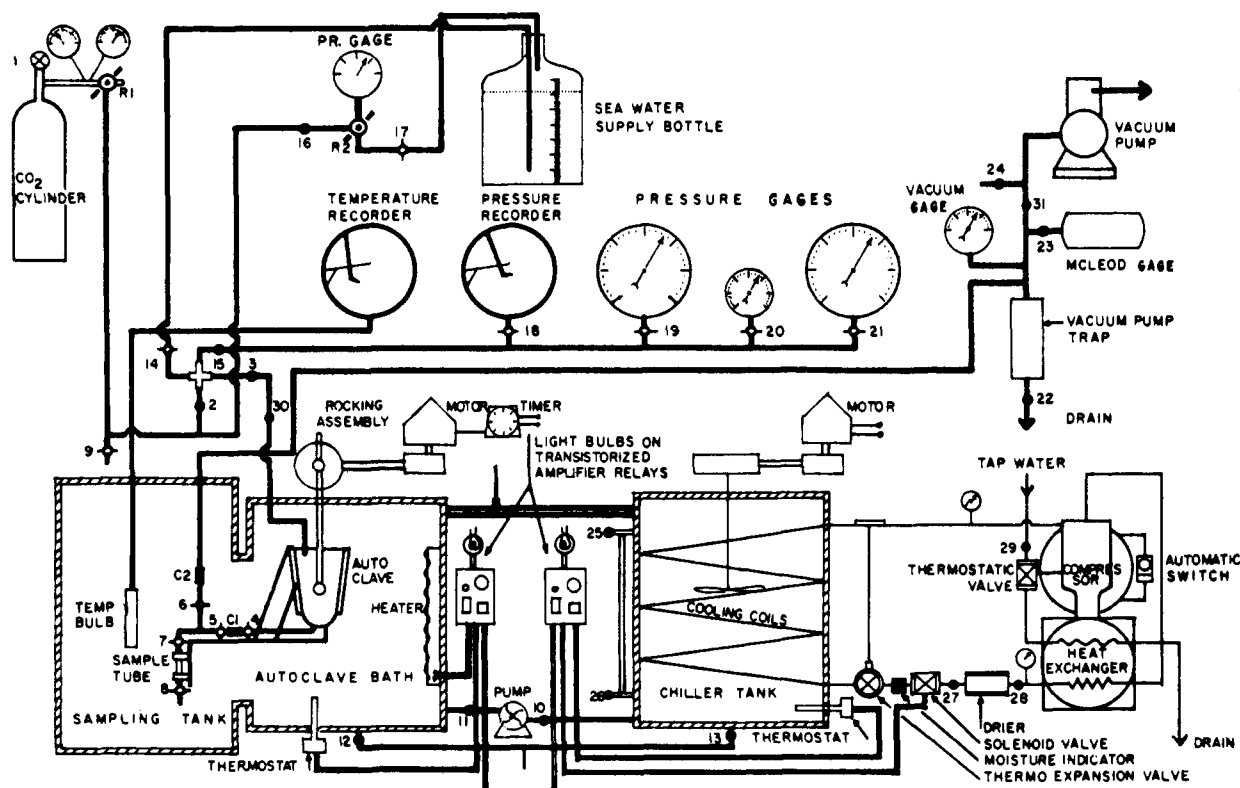 PR. GAGE
1
R1
SEA WATER
SUPPLY BOTTLE
VACUUM
PUMP
17
16
R2
CO2
CYLINDER
24
VACUUM
GAGE
31
23
MCLEOD GAGE
TEMPERATURE
RECORDER
PRESSURE
RECORDER
PRESSURE GAGES
18
19
20
21
VACUUM PUMP
TRAP
14
15
3
2
30
22
DRAIN
ROCKING
ASSEMBLY
MOTOR
TIMER
MOTOR
9
LIGHT BULBS ON
TRANSISTORIZED
AMPLIFIER RELAYS
TAP WATER
25
29
THERMOSTATIC
VALVE
COMPRES
SOR
AUTOMATIC
SWITCH
AUTO
CLAVE
C2
6
HEATER
TEMP
BULB
5
C1
4
COOLING COILS
7
SAMPLE
TUBE
8
HEAT
EXCHANGER
AUTOCLAVE BATH
CHILLER TANK
26
27
28
SAMPLING TANK
PUMP
11
10
12
13
THERMOSTAT
THERMOSTAT
DRIER
SOLENOID VALVE
MOISTURE INDICATOR
THERMO EXPANSION VALVE
DRAIN